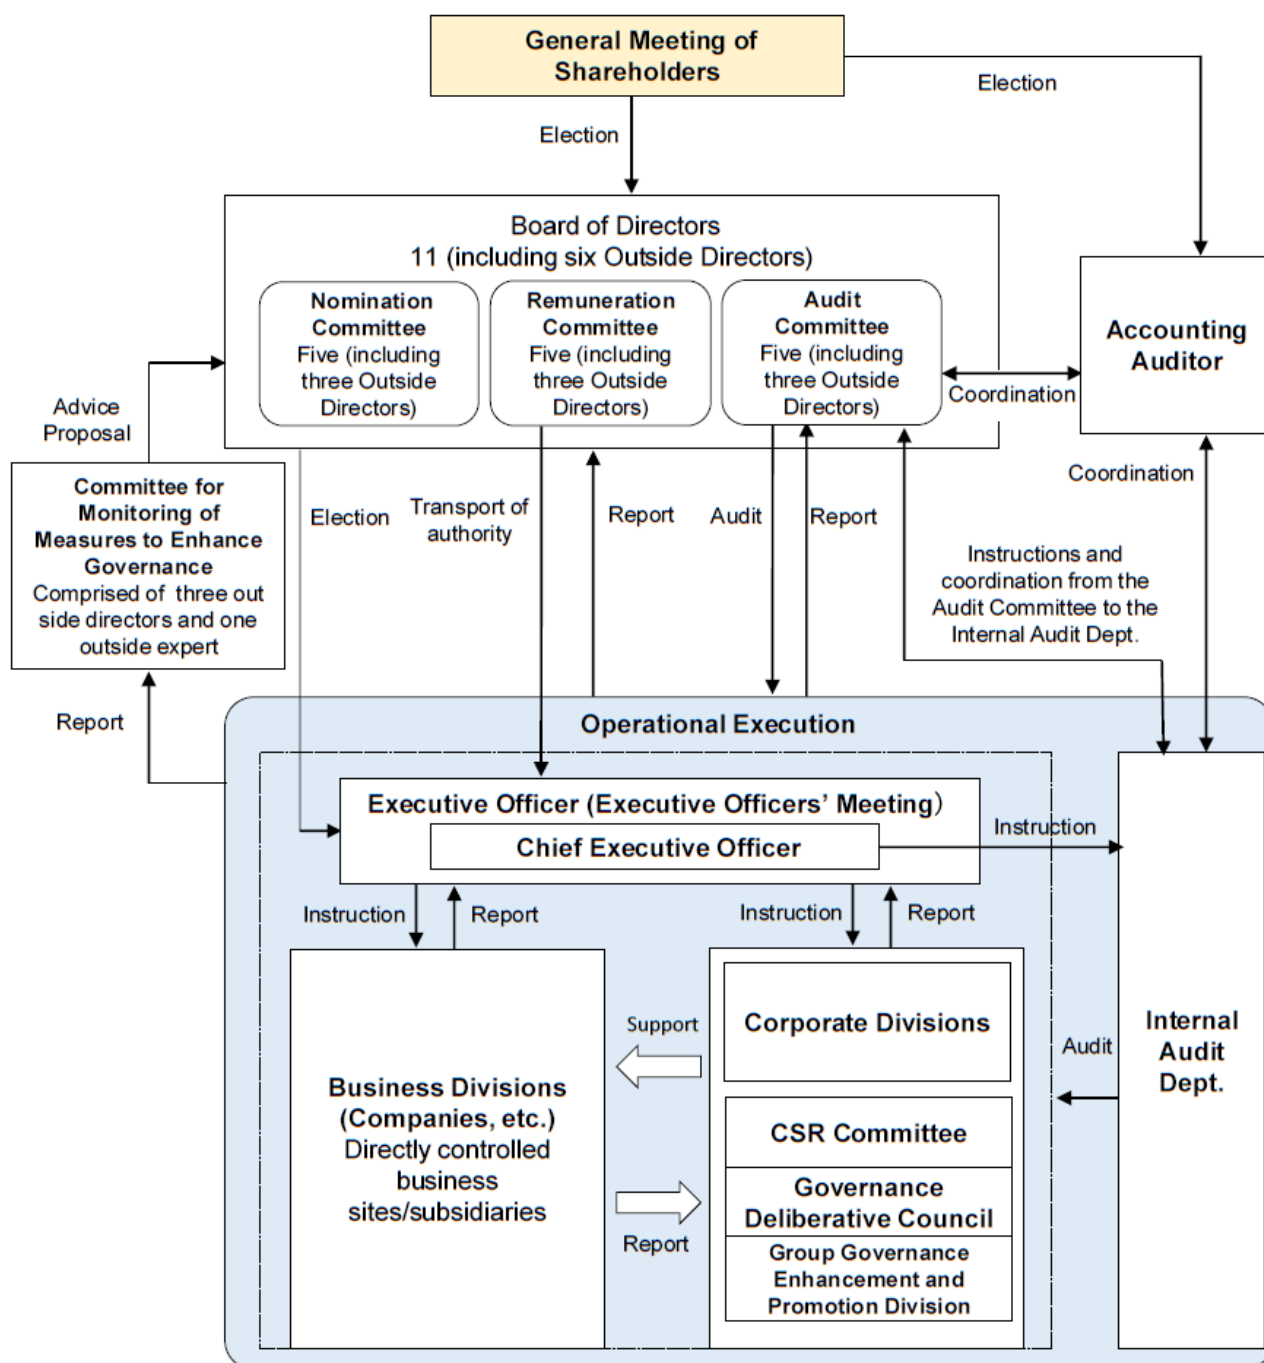 General Meeting of
Shareholders
Election
Election
Board of Directors
11 (including six Outside Directors)
Nomination
Committee
Five (including
three Outside
Directors)
Remuneration
Committee
Five (including
three Outside
Directors)
Audit
Committee
Five (including
three Outside
Directors)
Coordination
Accounting
Auditor
Advice
Proposal
Committee for
Monitoring of
Measures to Enhance
Governance
Comprised of three out
side directors and one
outside expert
Election
Transport of
authority
Report
Audit
Report
Coordination
Instructions and
coordination from the
Audit Committee to the
Internal Audit Dept.
Report
Operational Execution
Executive Officer (Executive Officers' Meeting)
Chief Executive Officer
Instruction
Instruction
Report
Instruction
Report
Business Divisions
(Companies, etc.)
Directly controlled
business
sites/subsidiaries
Support
Report
Corporate Divisions
CSR Committee
Governance
Deliberative Council
Group Governance
Enhancement and
Promotion Division
Audit
Internal
Audit
Dept.